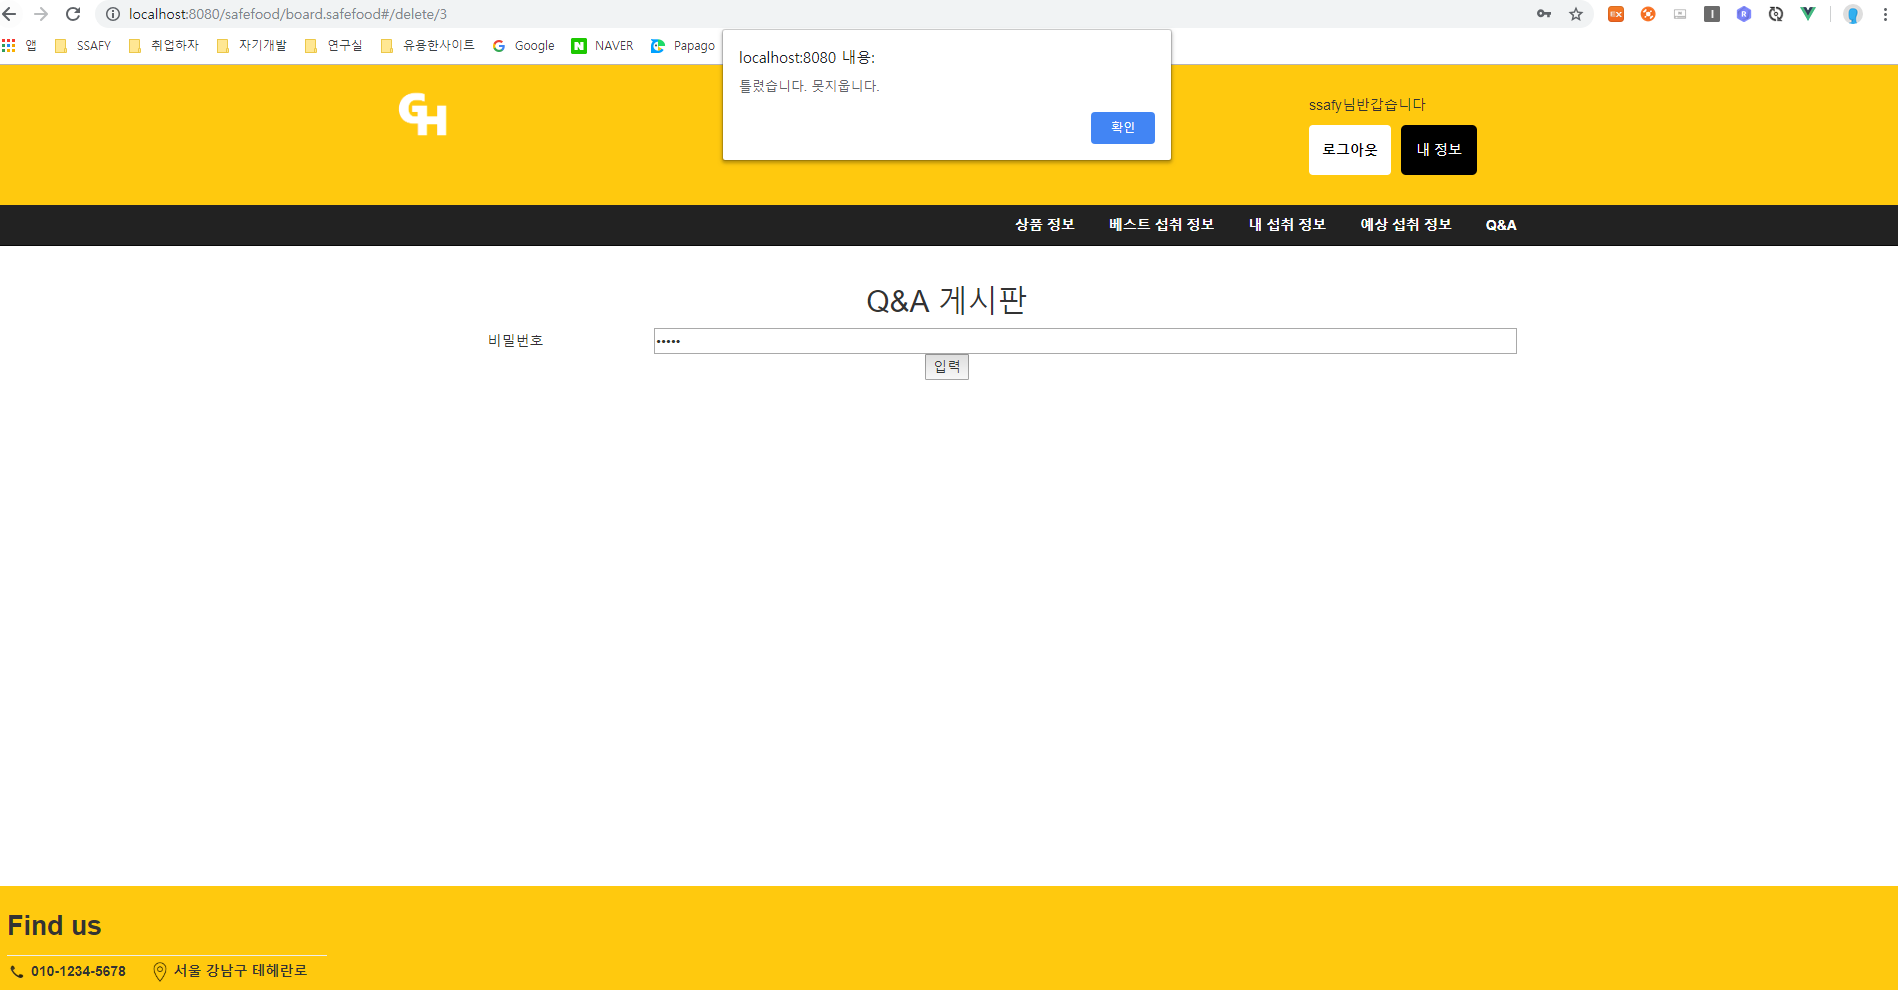 localhost:8080/safefood/board.safefood#/delete/3
앱 SSAFY 취업하자 자기개발 연구실 유용한사이트 Google NAVER Papago
localhost:8080 내용:
틀렸습니다. 못지웁니다.
확인
GH
ssafy님반갑습니다
로그아웃 내 정보
상품 정보 베스트 섭취 정보 내 섭취 정보 예상 섭취 정보 Q&A
Q&A 게시판
비밀번호 •••••
입력
Find us
010-1234-5678 서울 강남구 테헤란로